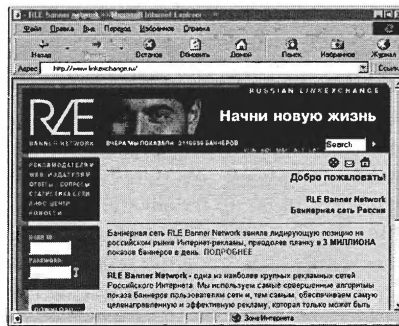 RLE Banner network >> Microsoft Internet Explorer
Файл Правка Вид Переход Избранное Справка
Назад Останов Обновить Домой Поиск Избранное Журнал
Адрес http://www.linkexchange.ru/ Ссылки
RUSSIAN LINKEXCHANGE
RLE
Начни новую жизнь
BANNER NETWORK ВЧЕРА МЫ ПОКАЗАЛИ БАННЕРОВ
Search
РЕКЛАМОДАТЕЛЯМ
WEB-ИЗДАТЕЛЯМ
ОТВЕТЫ ВОПРОСЫ
СТАТИСТИКА СЕТИ
ПРЕСС ЦЕНТР
НОВОСТИ
Добро пожаловать!
RLE Banner Network
Баннерная сеть России
USER ID
PASSWORD
Баннерная сеть RLE Banner Network заняла лидирующую позицию на
российском рынке Интернет-рекламы, преодолев планку в 3 МИЛЛИОНА
показов баннеров в день. ПОДРОБНЕЕ
RLE Banner Network - одна из наиболее крупных рекламных сетей
Российского Интернета. Мы используем самые совершенные алгоритмы
показа баннеров пользователям сети и, тем самым, обеспечиваем самую
целенаправленную и эффективную рекламу, которая только может быть
Зона Интернета